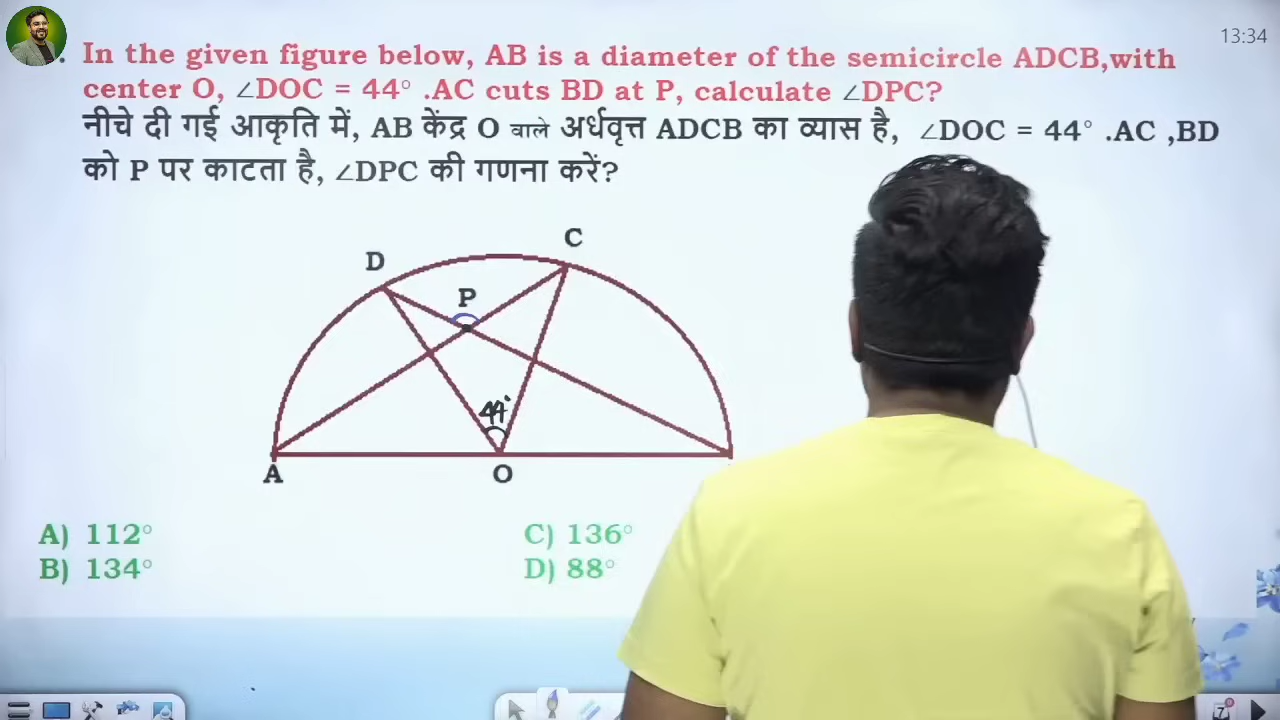 13:34
. In the given figure below, AB is a diameter of the semicircle ADCB,with
center O, ∠DOC = 44° .AC cuts BD at P, calculate ∠DPC?
नीचे दी गई आकृति में, AB केंद्र O वाले अर्धवृत्त ADCB का व्यास है, ∠DOC = 44° .AC ,BD
को P पर काटता है, ∠DPC की गणना करें?
C
D
P
44°
A O
A) 112° C) 136°
B) 134° D) 88°